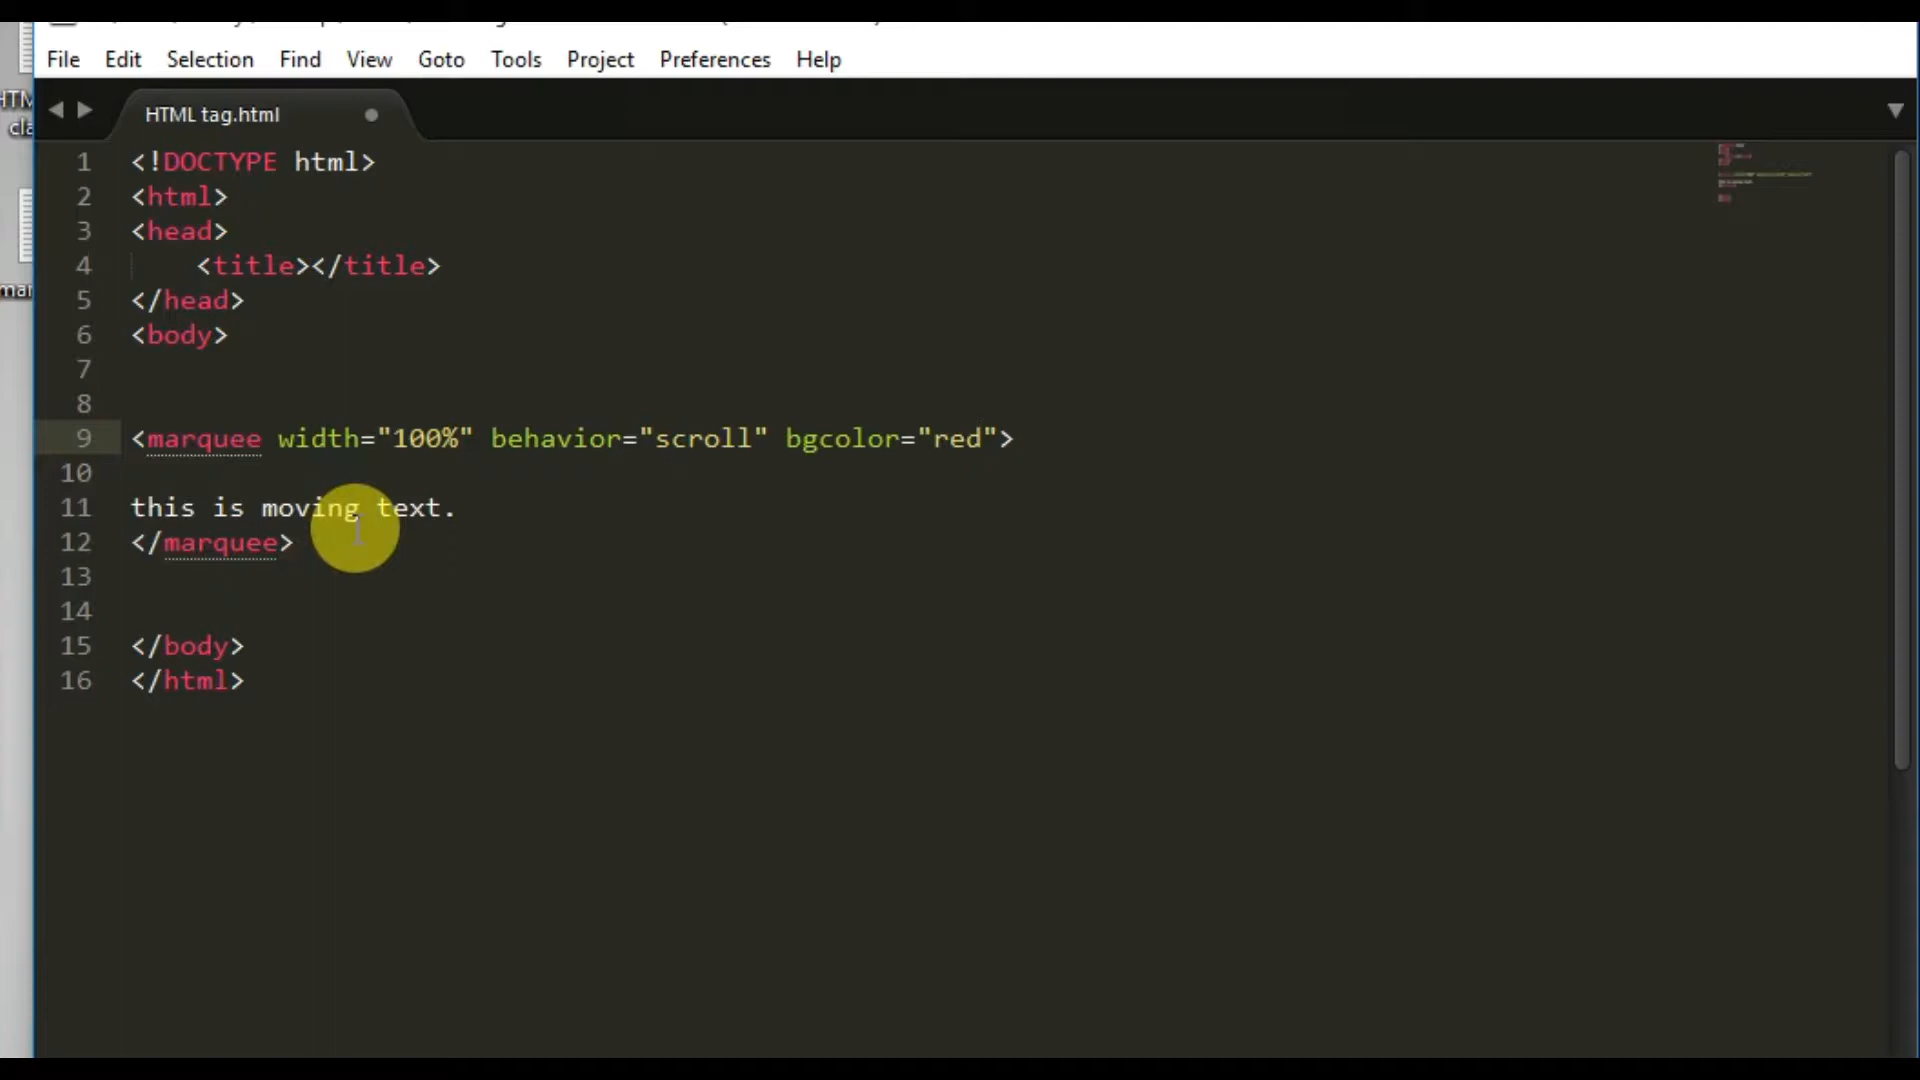 File Edit Selection Find View Goto Tools Project Preferences Help
HTML tag.html
1 <!DOCTYPE html>
2 <html>
3 <head>
4     <title></title>
5 </head>
6 <body>
7
8
9 <marquee width="100%" behavior="scroll" bgcolor="red">
10
11 this is moving text.
12 </marquee>
13
14
15 </body>
16 </html>